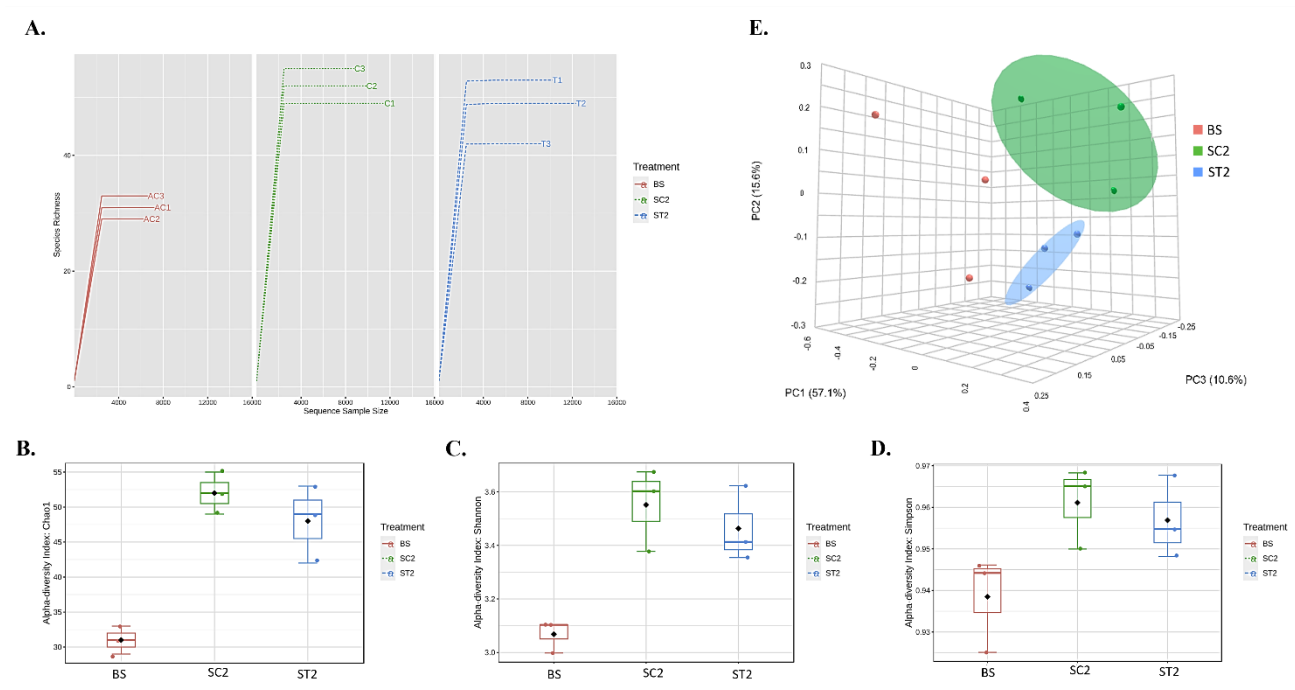 A.
Species Richness
40
20
0
AC3
AC1
AC2
C3
C2
C1
T1
T2
T3
4000 8000 12000 16000 4000 8000 12000 16000 4000 8000 12000 16000
Sequence Sample Size
Treatment
BS
SC2
ST2
E.
PC2 (15.6%)
0.3
0.2
0.1
0
-0.1
-0.2
-0.3
-0.6
-0.4
-0.2
0
0.2
0.4
PC1 (57.1%)
0.25
0.15
0.05
-0.05
-0.15
-0.25
PC3 (10.6%)
BS
SC2
ST2
B.
Alpha-diversity Index: Chao1
55
50
45
40
35
30
BS SC2 ST2
Treatment
BS
SC2
ST2
C.
Alpha-diversity Index: Shannon
3.6
3.4
3.2
3.0
BS SC2 ST2
Treatment
BS
SC2
ST2
D.
Alpha-diversity Index: Simpson
0.97
0.96
0.95
0.94
0.93
BS SC2 ST2
Treatment
BS
SC2
ST2